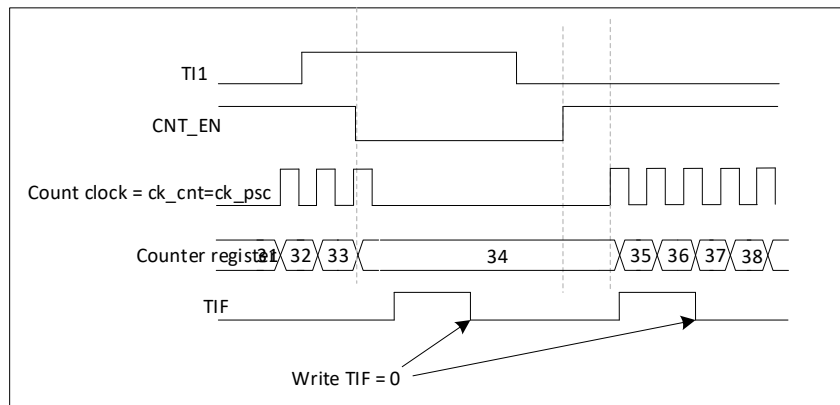 TI1
CNT_EN
Count clock = ck_cnt=ck_psc
Counter register 31 32 33 34 35 36 37 38
TIF
Write TIF = 0